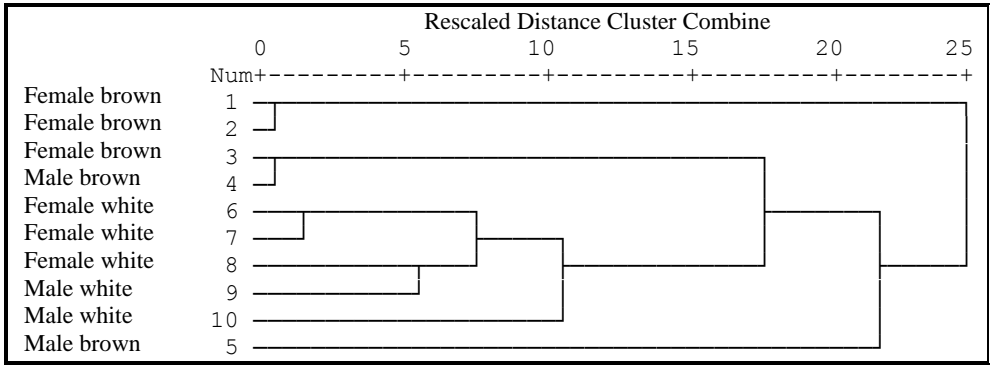 Rescaled Distance Cluster Combine
0 5 10 15 20 25
Num+---------+---------+---------+---------+---------+
Female brown 1
Female brown 2
Female brown 3
Male brown 4
Female white 6
Female white 7
Female white 8
Male white 9
Male white 10
Male brown 5